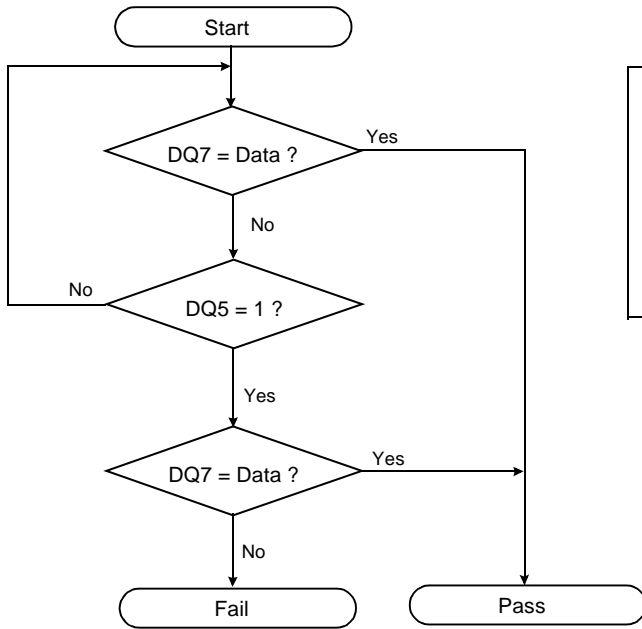 Start
DQ7 = Data ?
Yes
No
DQ5 = 1 ?
No
Yes
DQ7 = Data ?
Yes
No
Fail
Pass